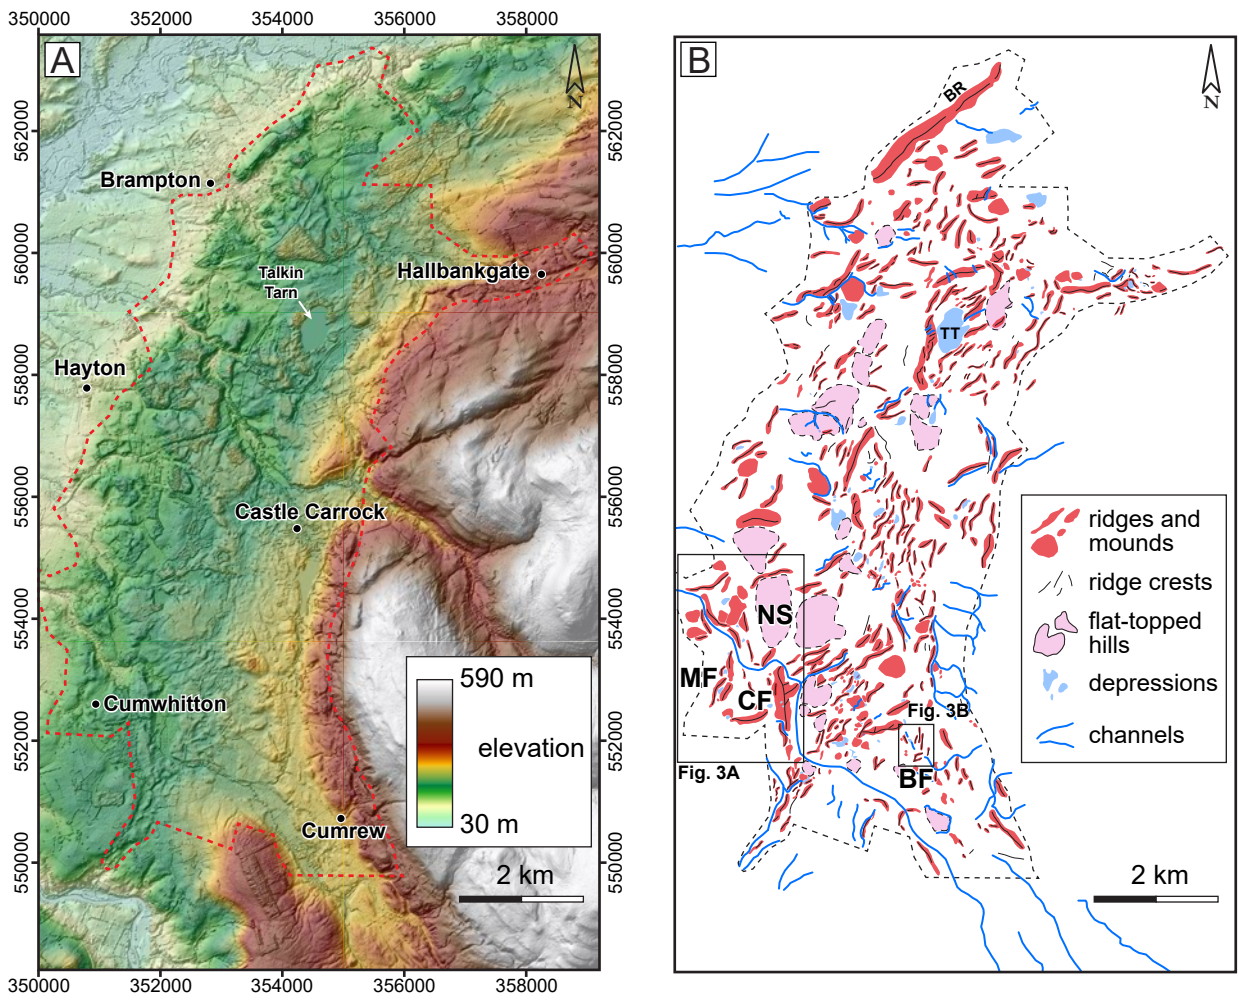 350000 352000 354000 356000 358000
A
N
562000
560000
558000
556000
554000
552000
550000
Brampton
Hallbankgate
Talkin
Tarn
Hayton
Castle Carrock
Cumwhitton
Cumrew
590 m
elevation
30 m
2 km
562000
560000
558000
556000
554000
552000
550000
350000 352000 354000 356000 358000
B
N
BR
TT
NS
MF
CF
Fig. 3B
BF
Fig. 3A
ridges and
mounds
ridge crests
flat-topped
hills
depressions
channels
2 km